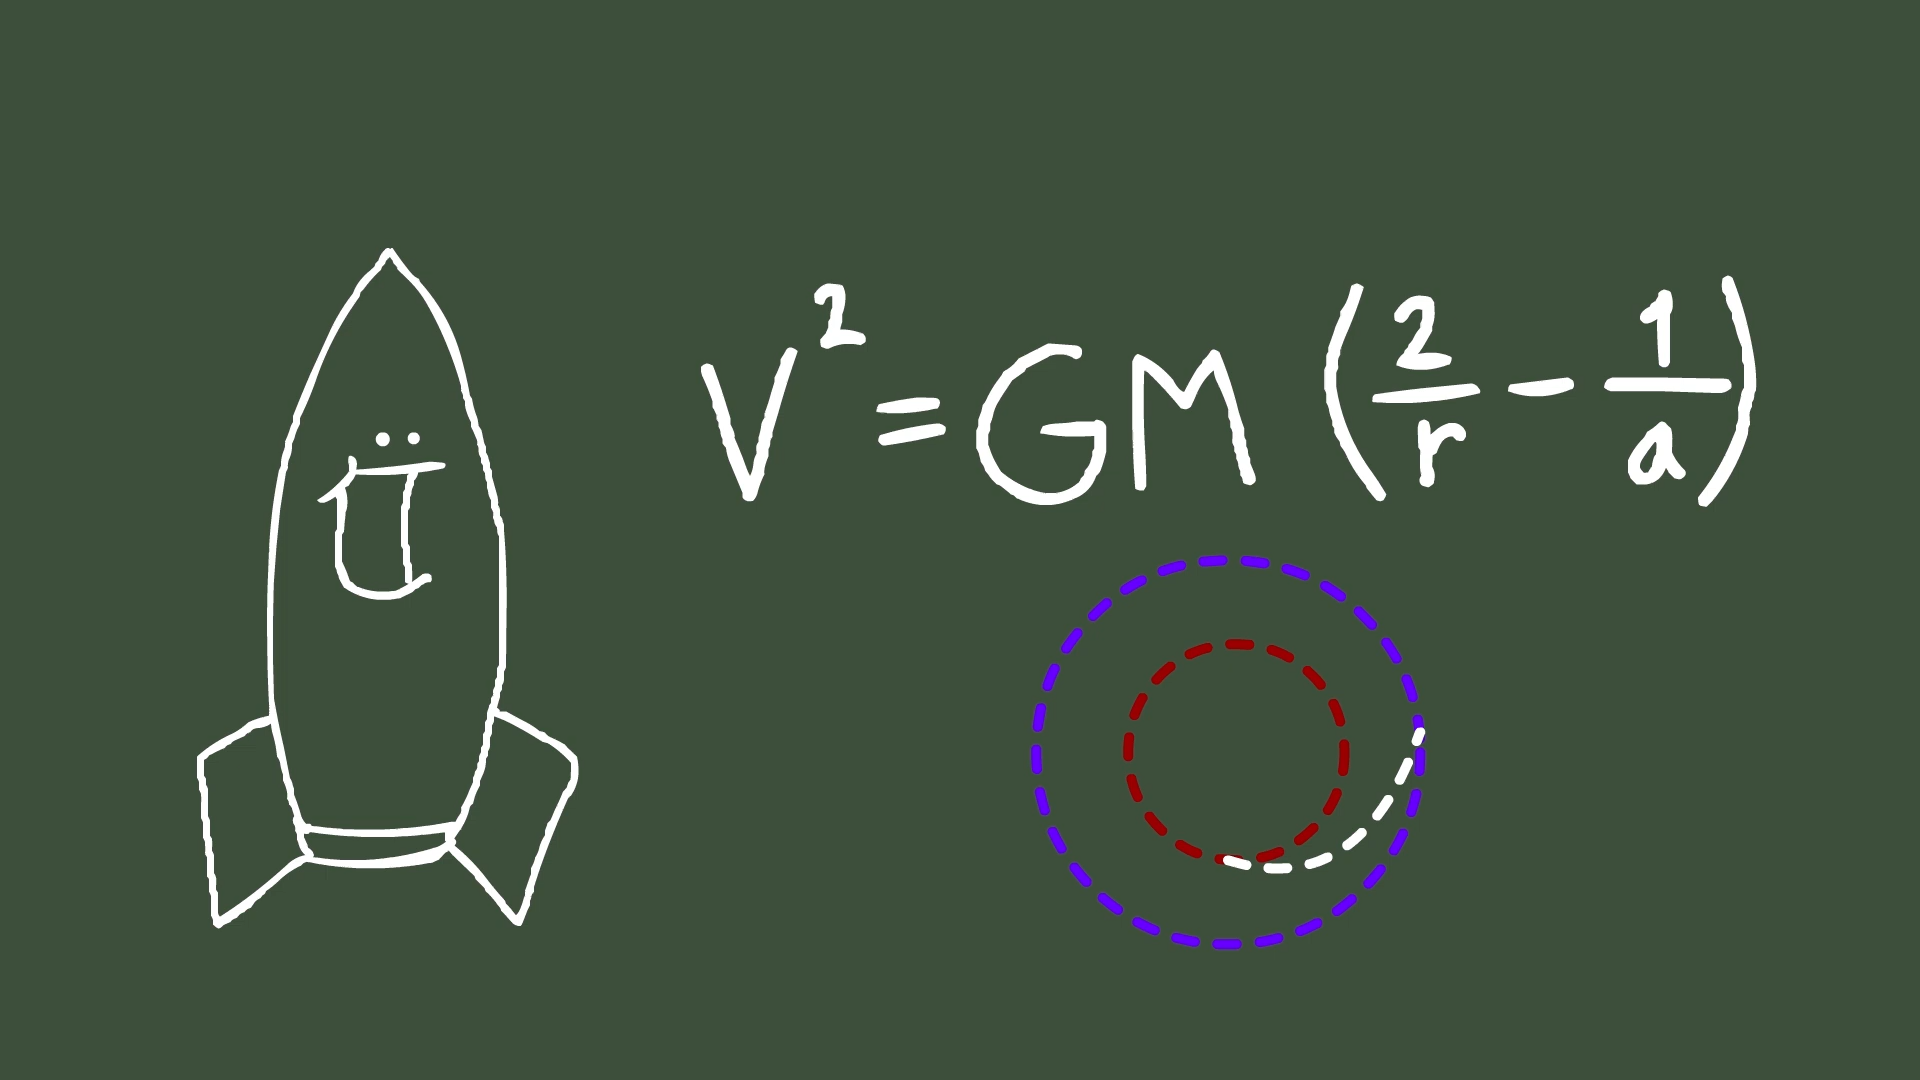 V² = GM (2/r - 1/a)